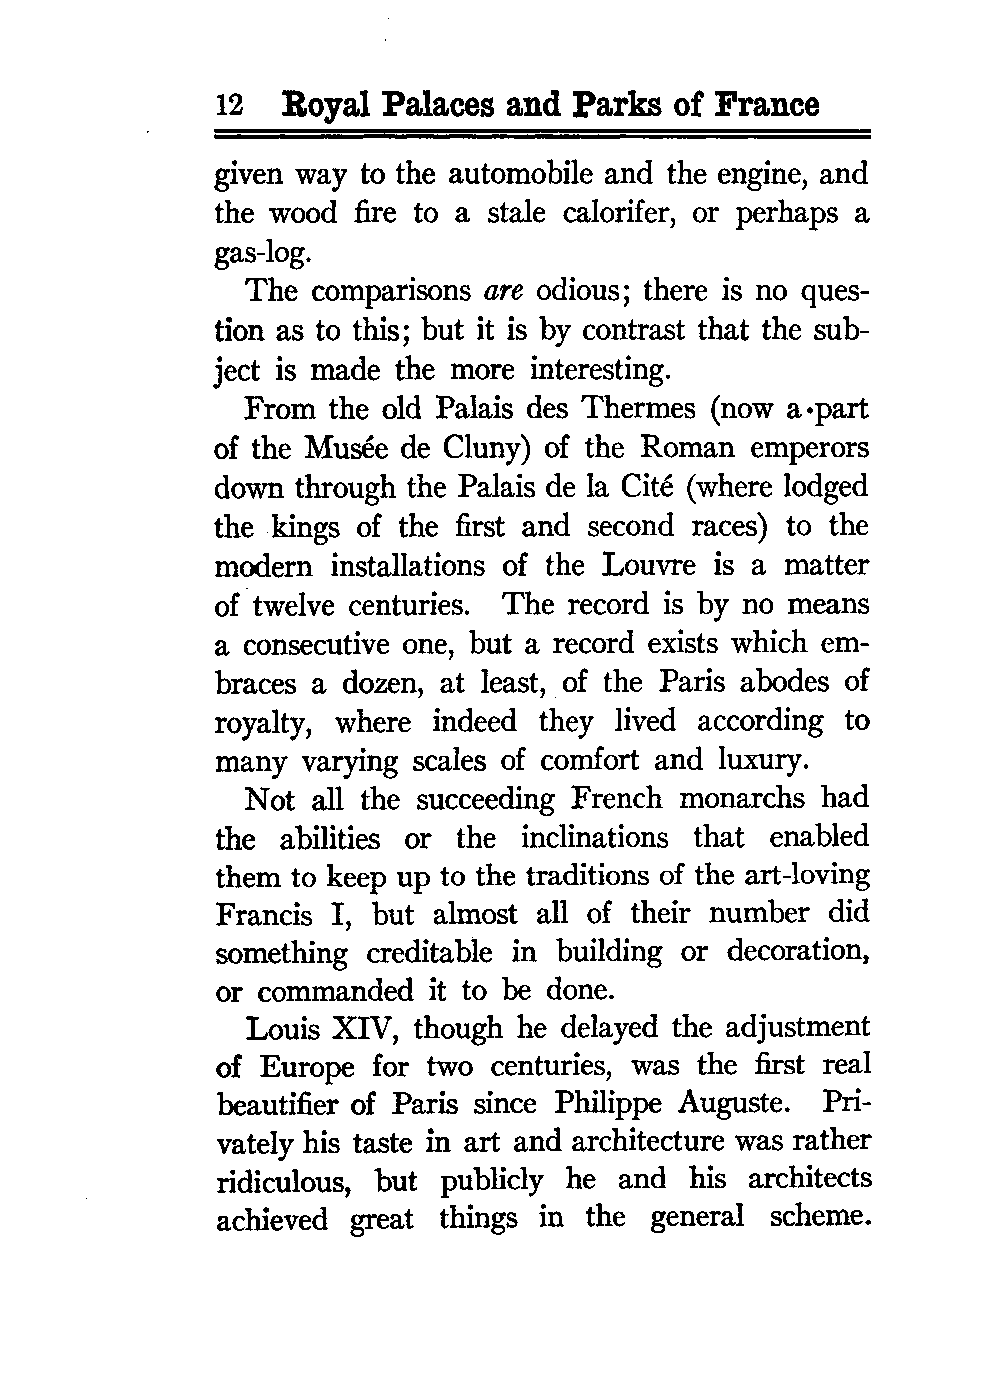 12 Royal Palaces and Parks of France
given way to the automobile and the engine, and
the wood fire to a stale calorifer, or perhaps a
gas-log.
The comparisons are odious; there is no ques-
tion as to this; but it is by contrast that the sub-
ject is made the more interesting.
From the old Palais des Thermes (now a part
of the Musée de Cluny) of the Roman emperors
down through the Palais de la Cité (where lodged
the kings of the first and second races) to the
modern installations of the Louvre is a matter
of twelve centuries. The record is by no means
a consecutive one, but a record exists which em-
braces a dozen, at least, of the Paris abodes of
royalty, where indeed they lived according to
many varying scales of comfort and luxury.
Not all the succeeding French monarchs had
the abilities or the inclinations that enabled
them to keep up to the traditions of the art-loving
Francis I, but almost all of their number did
something creditable in building or decoration,
or commanded it to be done.
Louis XIV, though he delayed the adjustment
of Europe for two centuries, was the first real
beautifier of Paris since Philippe Auguste. Pri-
vately his taste in art and architecture was rather
ridiculous, but publicly he and his architects
achieved great things in the general scheme.